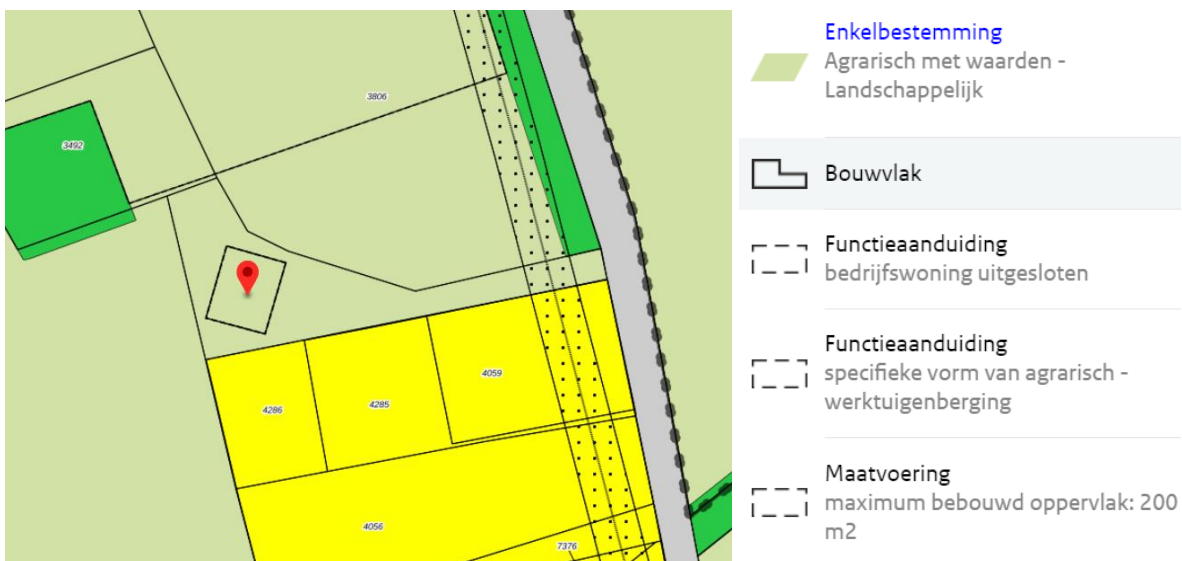 3806
3492
4059
4285
4286
4056
7376
Enkelbestemming
Agrarisch met waarden -
Landschappelijk
Bouwvlak
Functieaanduiding
bedrijfswoning uitgesloten
Functieaanduiding
specifieke vorm van agrarisch -
werktuigenberging
Maatvoering
maximum bebouwd oppervlak: 200
m2